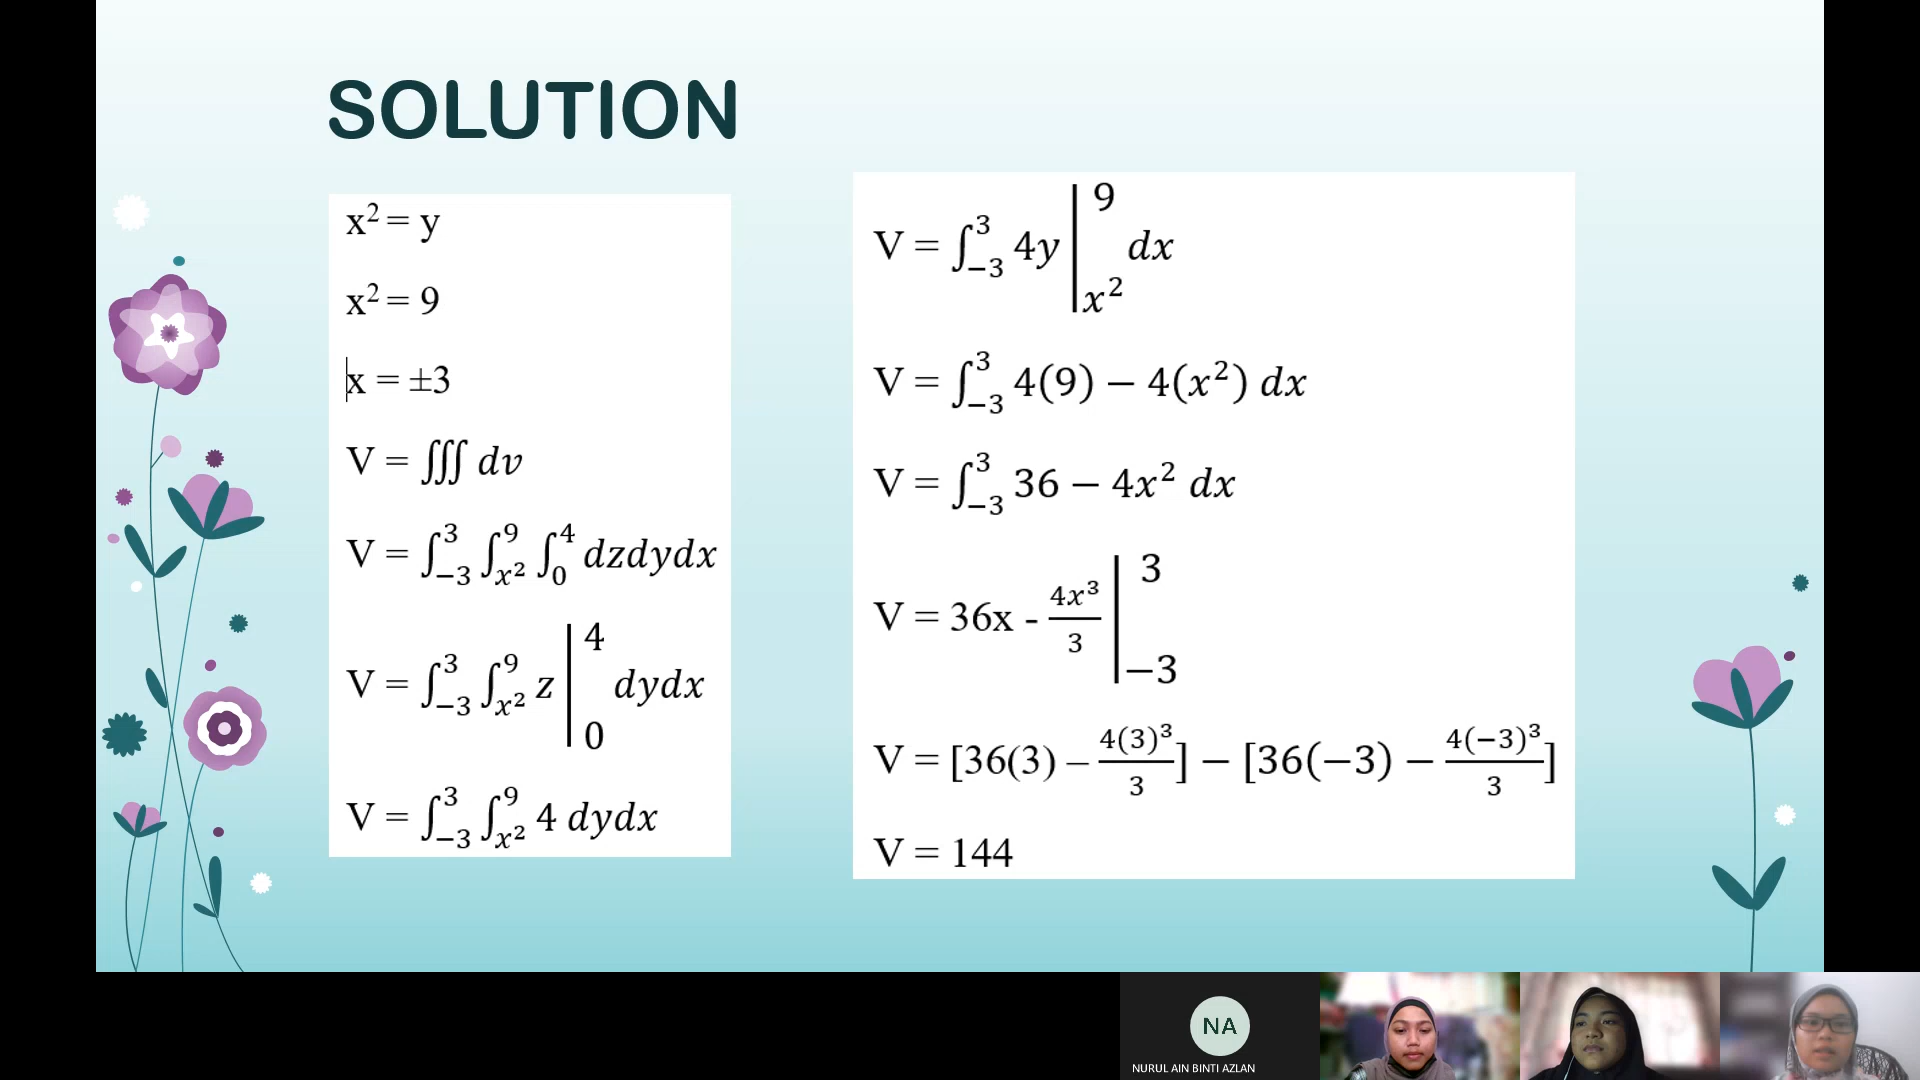 SOLUTION
x² = y
x² = 9
x = ±3
V = ∭ dv
V = ∫₋₃³ ∫ₓ²⁹ ∫₀⁴ dzdydx
V = ∫₋₃³ ∫ₓ²⁹ z |₀⁴ dydx
V = ∫₋₃³ ∫ₓ²⁹ 4 dydx
V = ∫₋₃³ 4y |ₓ²⁹ dx
V = ∫₋₃³ 4(9) − 4(x²) dx
V = ∫₋₃³ 36 − 4x² dx
V = 36x - 4x³/3 |₋₃³
V = [36(3) – 4(3)³/3] − [36(−3) − 4(−3)³/3]
V = 144
NA
NURUL AIN BINTI AZLAN